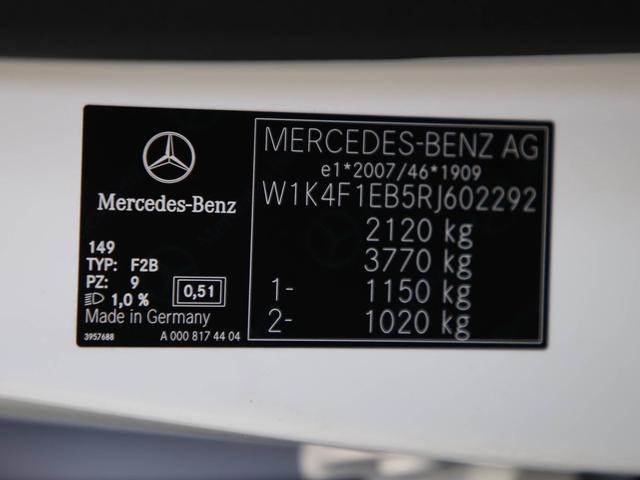 Mercedes-Benz
149
TYP: F2B
PZ: 9
1,0 %
0,51
Made in Germany
3957688
A 000 817 44 04
MERCEDES-BENZ AG
e1*2007/46*1909
W1K4F1EB5RJ602292
2120 kg
3770 kg
1- 1150 kg
2- 1020 kg